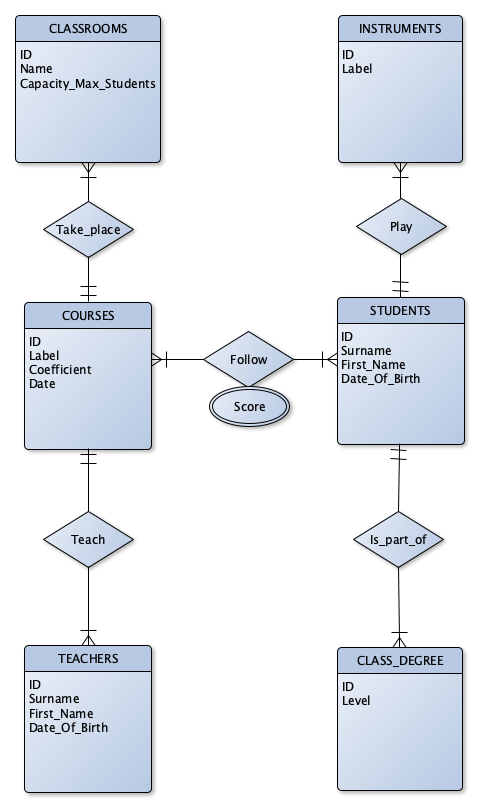 CLASSROOMS
ID
Name
Capacity_Max_Students
INSTRUMENTS
ID
Label
Take_place
Play
COURSES
ID
Label
Coefficient
Date
Follow
Score
STUDENTS
ID
Surname
First_Name
Date_Of_Birth
Teach
Is_part_of
TEACHERS
ID
Surname
First_Name
Date_Of_Birth
CLASS_DEGREE
ID
Level